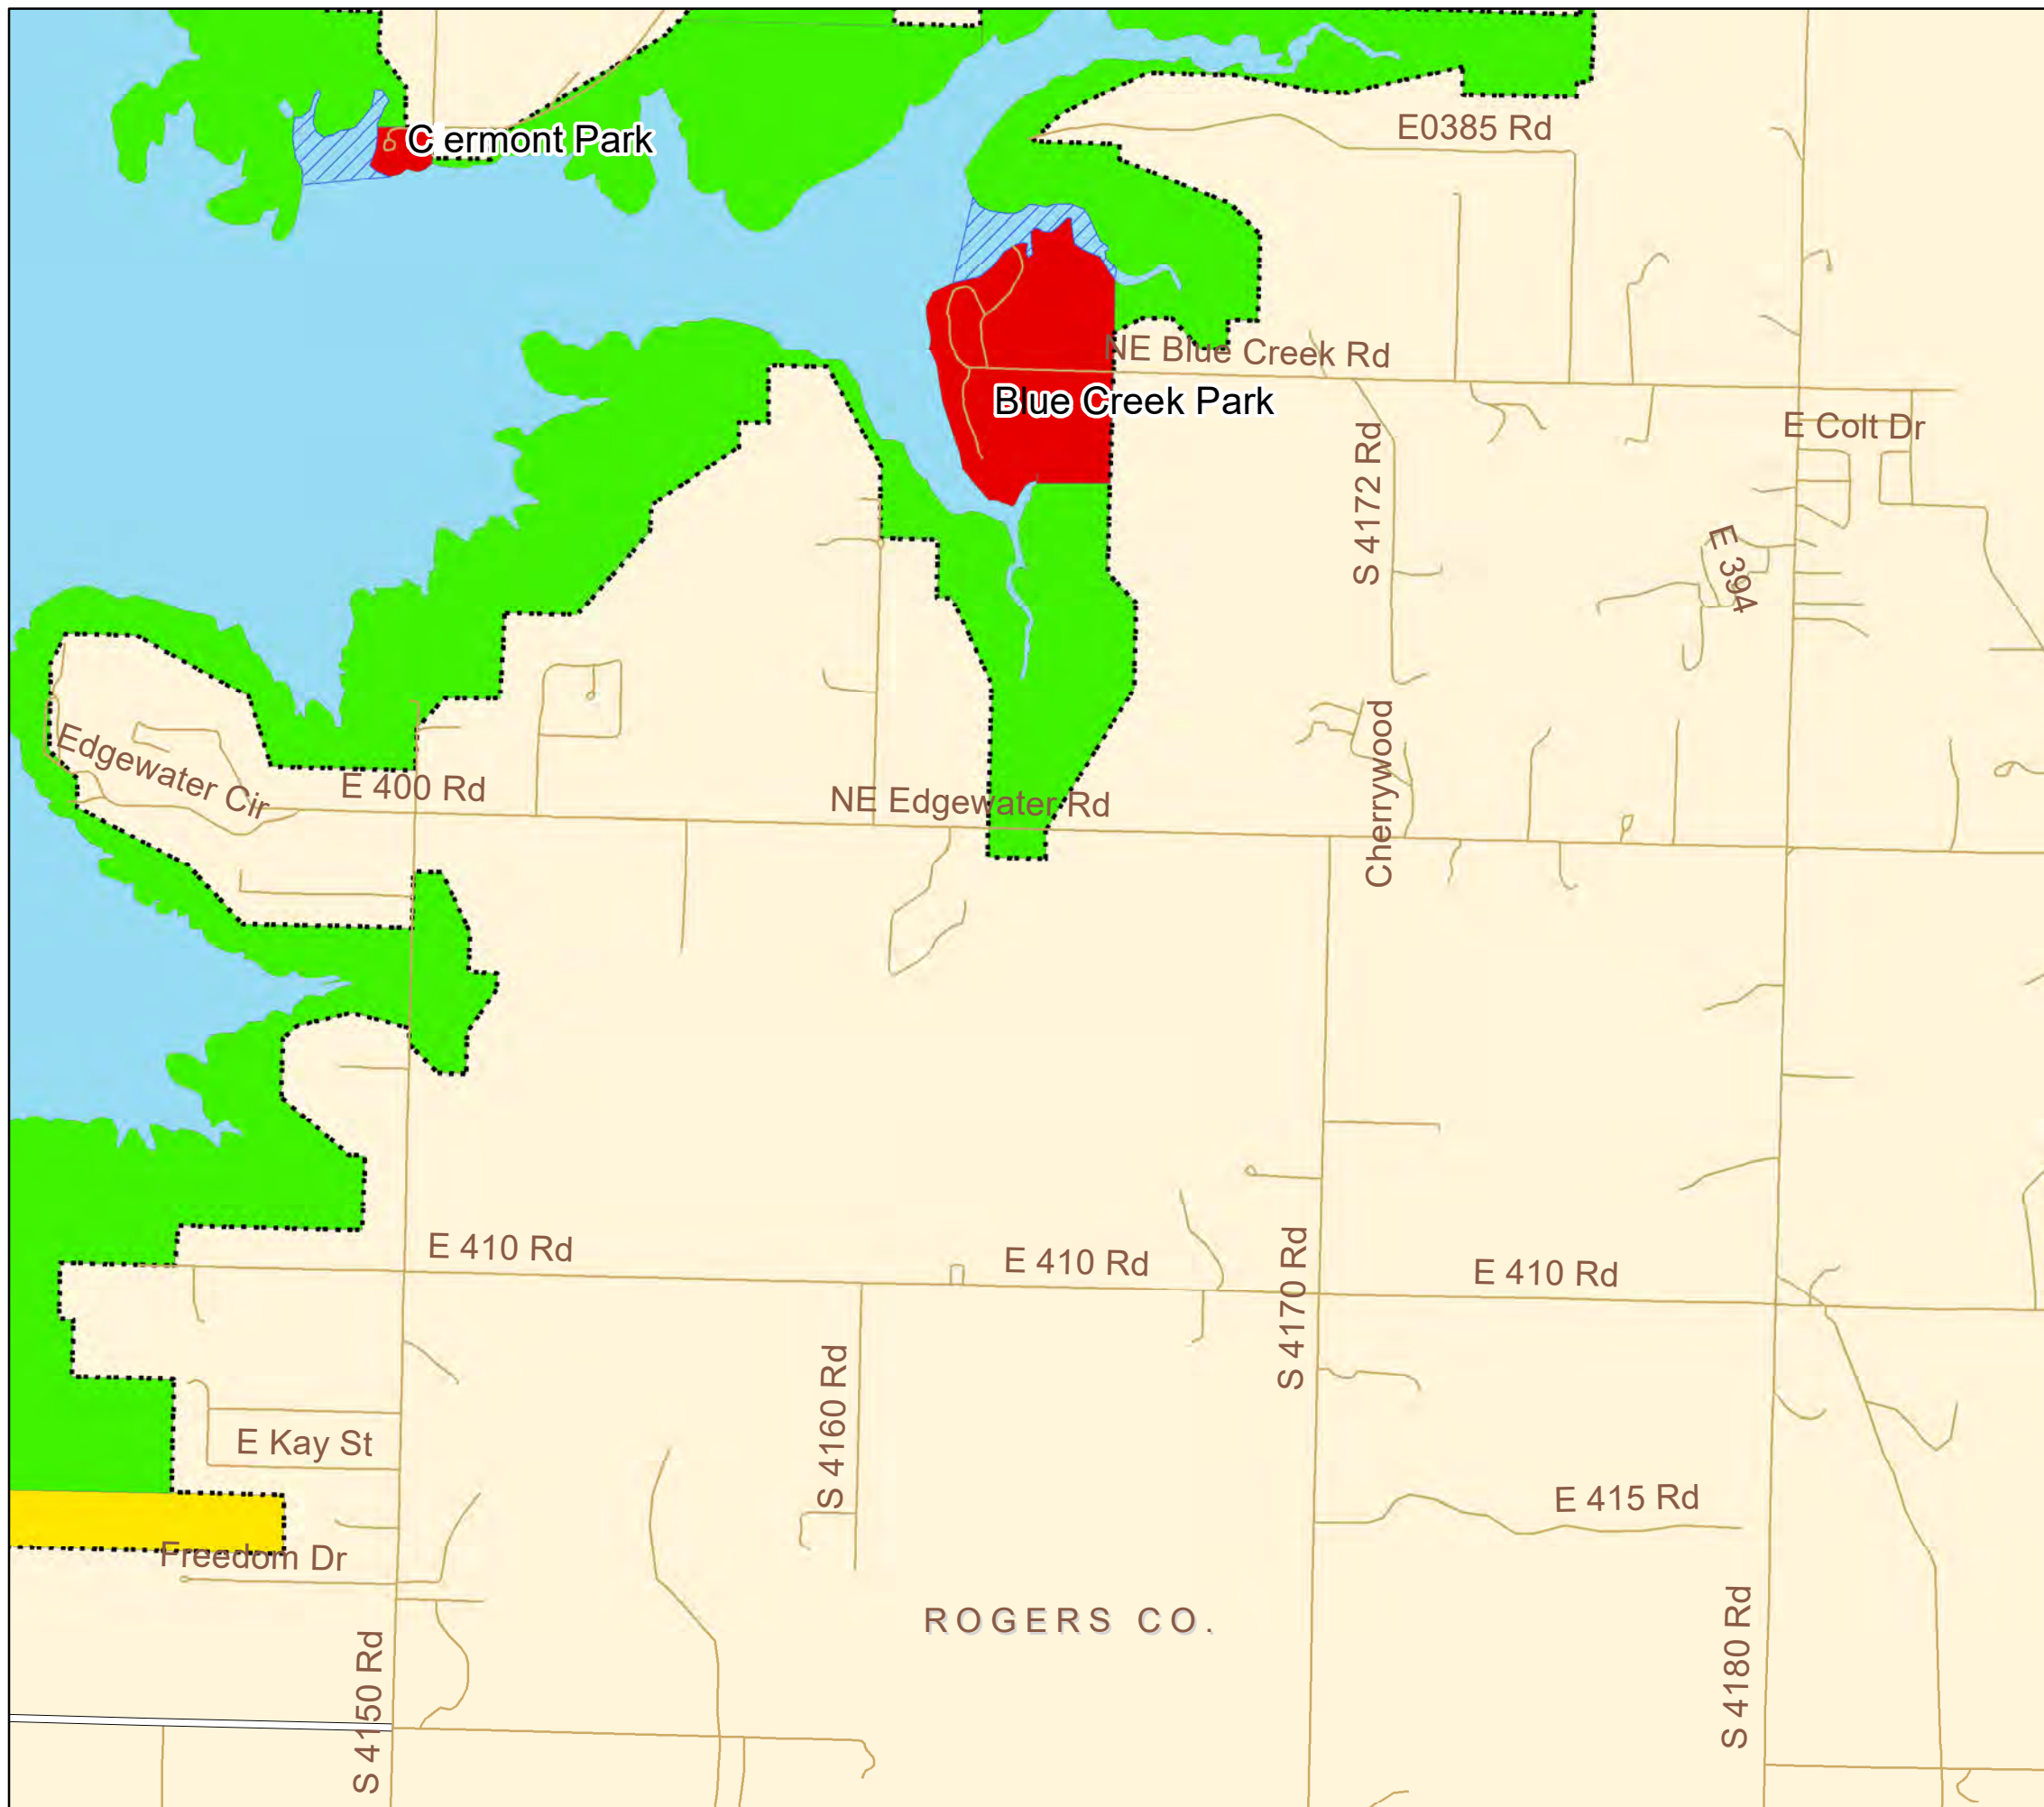 E0385 Rd
C ermont Park
NE Blue Creek Rd
Blue Creek Park
E Colt Dr
S 4172 Rd
E 394
Edgewater Cir
E 400 Rd
NE Edgewater Rd
Cherrywood
E 410 Rd
E 410 Rd
E 410 Rd
S 4170 Rd
S 4160 Rd
E Kay St
E 415 Rd
Freedom Dr
ROGERS CO.
S 4150 Rd
S 4180 Rd